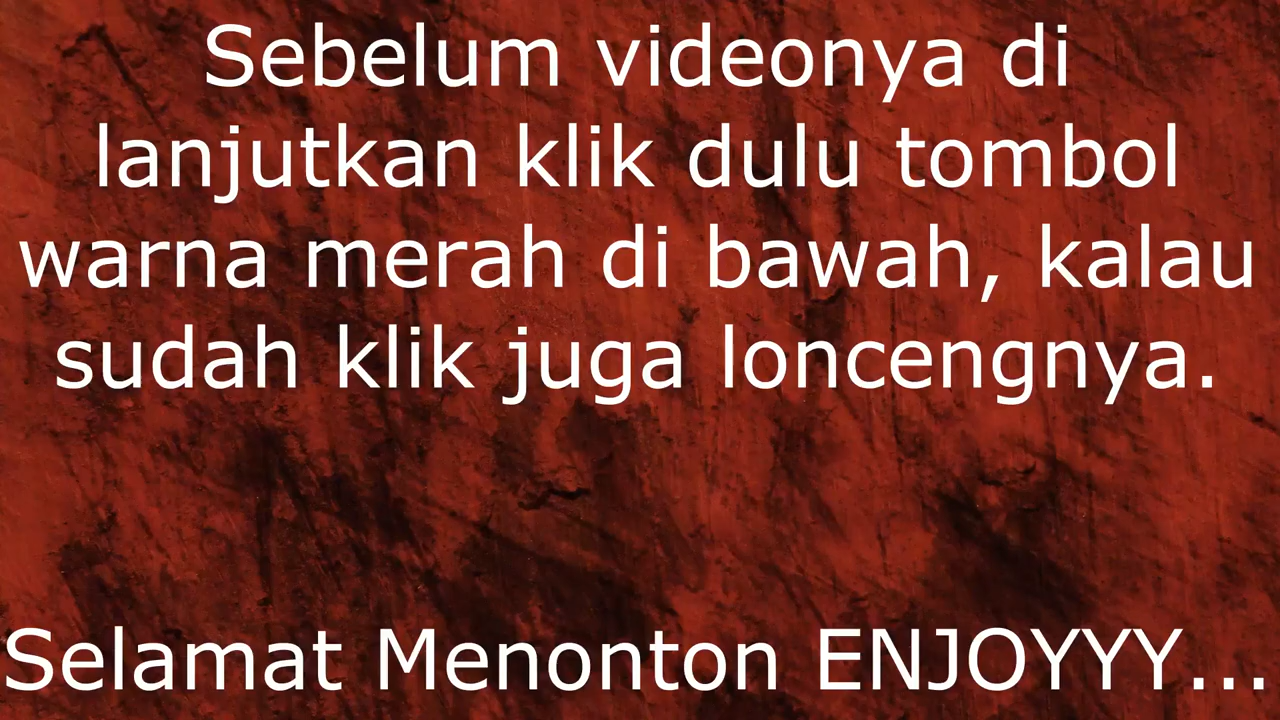 Sebelum videonya di
lanjutkan klik dulu tombol
warna merah di bawah, kalau
sudah klik juga loncengnya.
Selamat Menonton ENJOYYY...